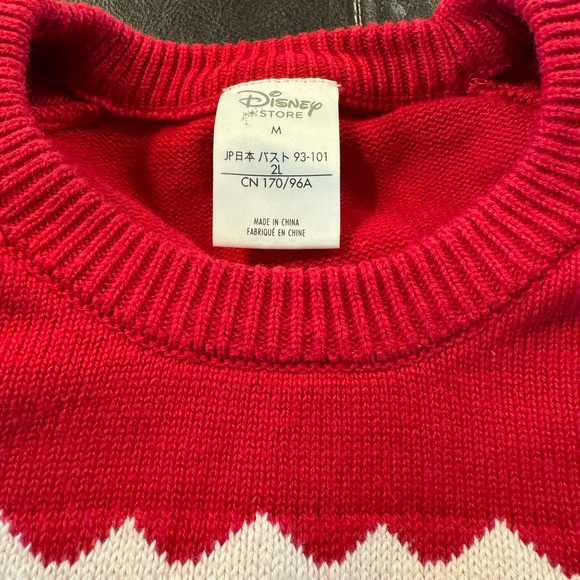 Disney
STORE
M
JP日本 バスト 93-101
2L
CN 170/96A
MADE IN CHINA
FABRIQUÉ EN CHINE